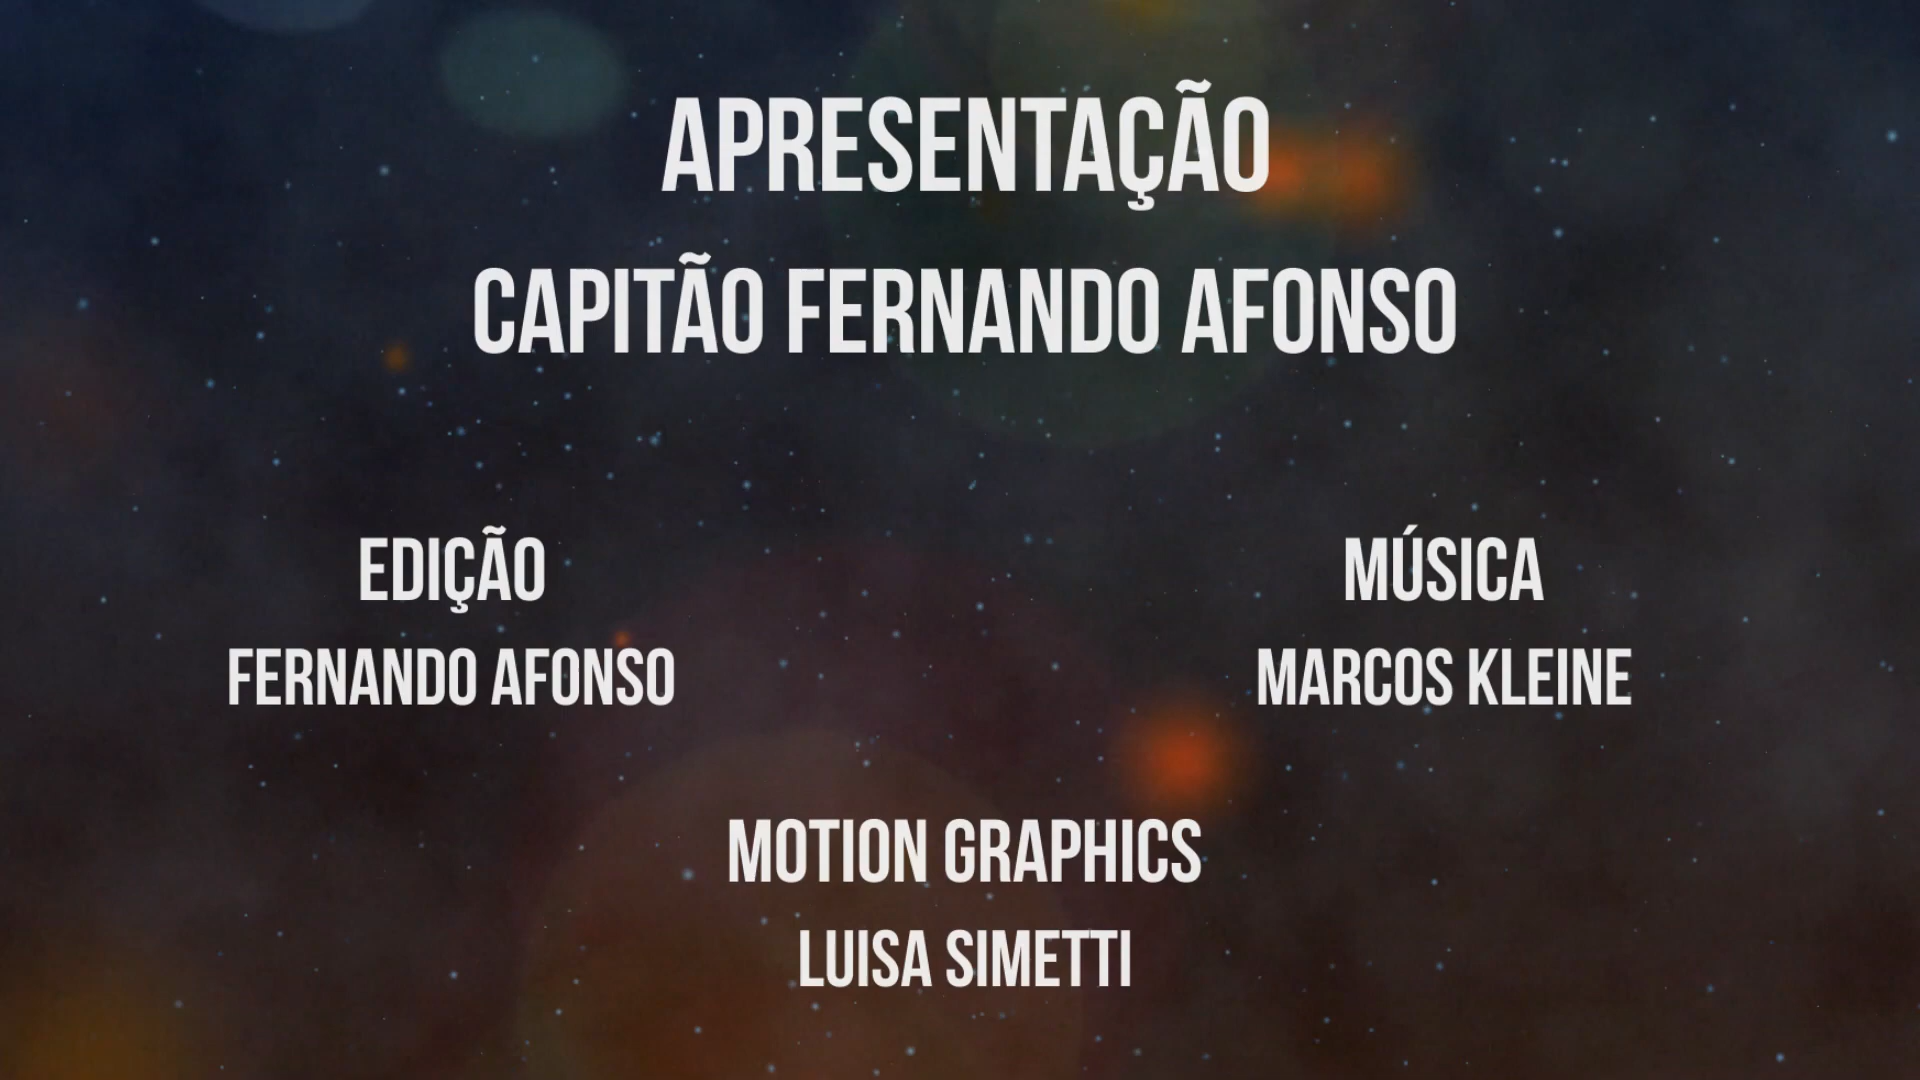 APRESENTAÇÃO
CAPITÃO FERNANDO AFONSO
EDIÇÃO
FERNANDO AFONSO
MÚSICA
MARCOS KLEINE
MOTION GRAPHICS
LUISA SIMETTI